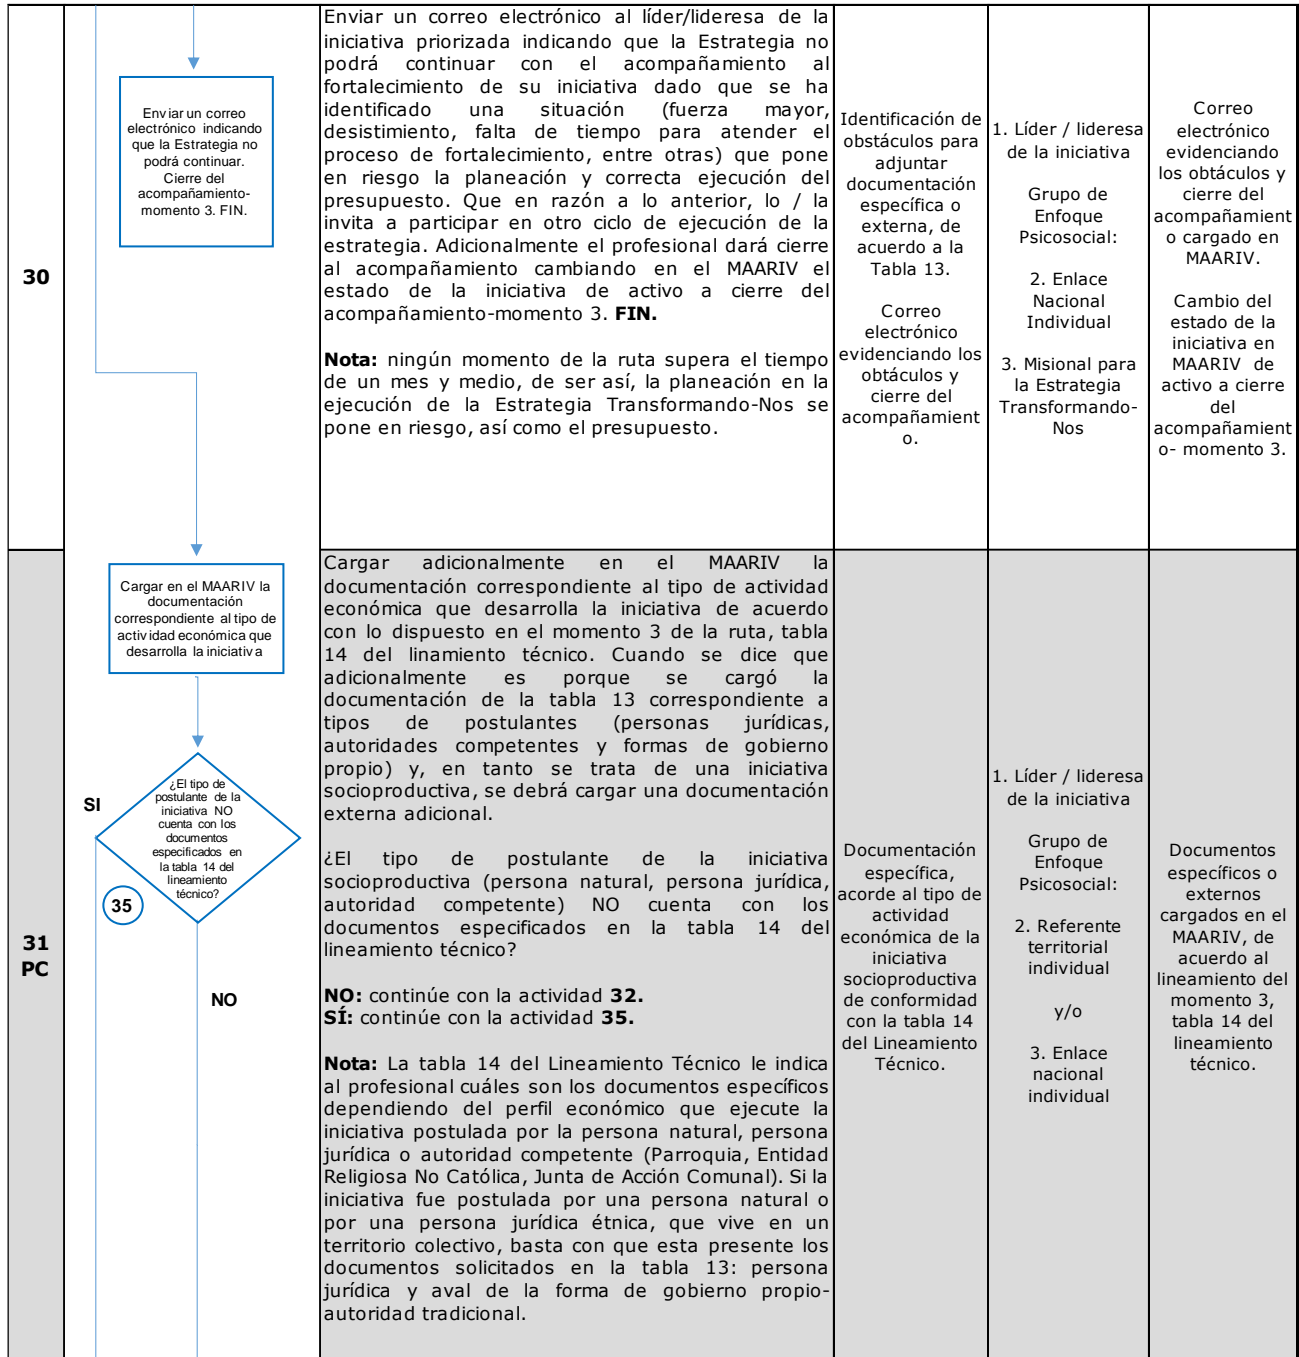 30
Enviar un correo
electrónico indicando
que la Estrategia no
podrá continuar.
Cierre del
acompañamiento-
momento 3. FIN.
Enviar un correo electrónico al líder/lideresa de la
iniciativa priorizada indicando que la Estrategia no
podrá continuar con el acompañamiento al
fortalecimiento de su iniciativa dado que se ha
identificado una situación (fuerza mayor,
desistimiento, falta de tiempo para atender el
proceso de fortalecimiento, entre otras) que pone
en riesgo la planeación y correcta ejecución del
presupuesto. Que en razón a lo anterior, lo / la
invita a participar en otro ciclo de ejecución de la
estrategia. Adicionalmente el profesional dará cierre
al acompañamiento cambiando en el MAARIV el
estado de la iniciativa de activo a cierre del
acompañamiento-momento 3. FIN.
Nota: ningún momento de la ruta supera el tiempo
de un mes y medio, de ser así, la planeación en la
ejecución de la Estrategia Transformando-Nos se
pone en riesgo, así como el presupuesto.
Identificación de
obstáculos para
adjuntar
documentación
específica o
externa, de
acuerdo a la
Tabla 13.
Correo
electrónico
evidenciando los
obtáculos y
cierre del
acompañamient
o.
1. Líder / lideresa
de la iniciativa
Grupo de
Enfoque
Psicosocial:
2. Enlace
Nacional
Individual
3. Misional para
la Estrategia
Transformando-
Nos
Correo
electrónico
evidenciando
los obtáculos y
cierre del
acompañamient
o cargado en
MAARIV.
Cambio del
estado de la
iniciativa en
MAARIV de
activo a cierre
del
acompañamient
o- momento 3.
31
PC
Cargar en el MAARIV la
documentación
correspondiente al tipo de
actividad económica que
desarrolla la iniciativa
¿El tipo de
postulante de la
iniciativa NO
cuenta con los
documentos
especificados en
la tabla 14 del
lineamiento
técnico?
SI
35
NO
Cargar adicionalmente en el MAARIV la
documentación correspondiente al tipo de actividad
económica que desarrolla la iniciativa de acuerdo
con lo dispuesto en el momento 3 de la ruta, tabla
14 del linamiento técnico. Cuando se dice que
adicionalmente es porque se cargó la
documentación de la tabla 13 correspondiente a
tipos de postulantes (personas jurídicas,
autoridades competentes y formas de gobierno
propio) y, en tanto se trata de una iniciativa
socioproductiva, se deberá cargar una documentación
externa adicional.
¿El tipo de postulante de la iniciativa
socioproductiva (persona natural, persona jurídica,
autoridad competente) NO cuenta con los
documentos especificados en la tabla 14 del
lineamiento técnico?
NO: continúe con la actividad 32.
SÍ: continúe con la actividad 35.
Nota: La tabla 14 del Lineamiento Técnico le indica
al profesional cuáles son los documentos específicos
dependiendo del perfil económico que ejecute la
iniciativa postulada por la persona natural, persona
jurídica o autoridad competente (Parroquia, Entidad
Religiosa No Católica, Junta de Acción Comunal). Si la
iniciativa fue postulada por una persona natural o
por una persona jurídica étnica, que vive en un
territorio colectivo, basta con que esta presente los
documentos solicitados en la tabla 13: persona
jurídica y aval de la forma de gobierno propio-
autoridad tradicional.
Documentación
específica,
acorde al tipo de
actividad
económica de la
iniciativa
socioproductiva
de conformidad
con la tabla 14
del Lineamiento
Técnico.
1. Líder / lideresa
de la iniciativa
Grupo de
Enfoque
Psicosocial:
2. Referente
territorial
individual
y/o
3. Enlace
nacional
individual
Documentos
específicos o
externos
cargados en el
MAARIV, de
acuerdo al
lineamiento del
momento 3,
tabla 14 del
lineamiento
técnico.